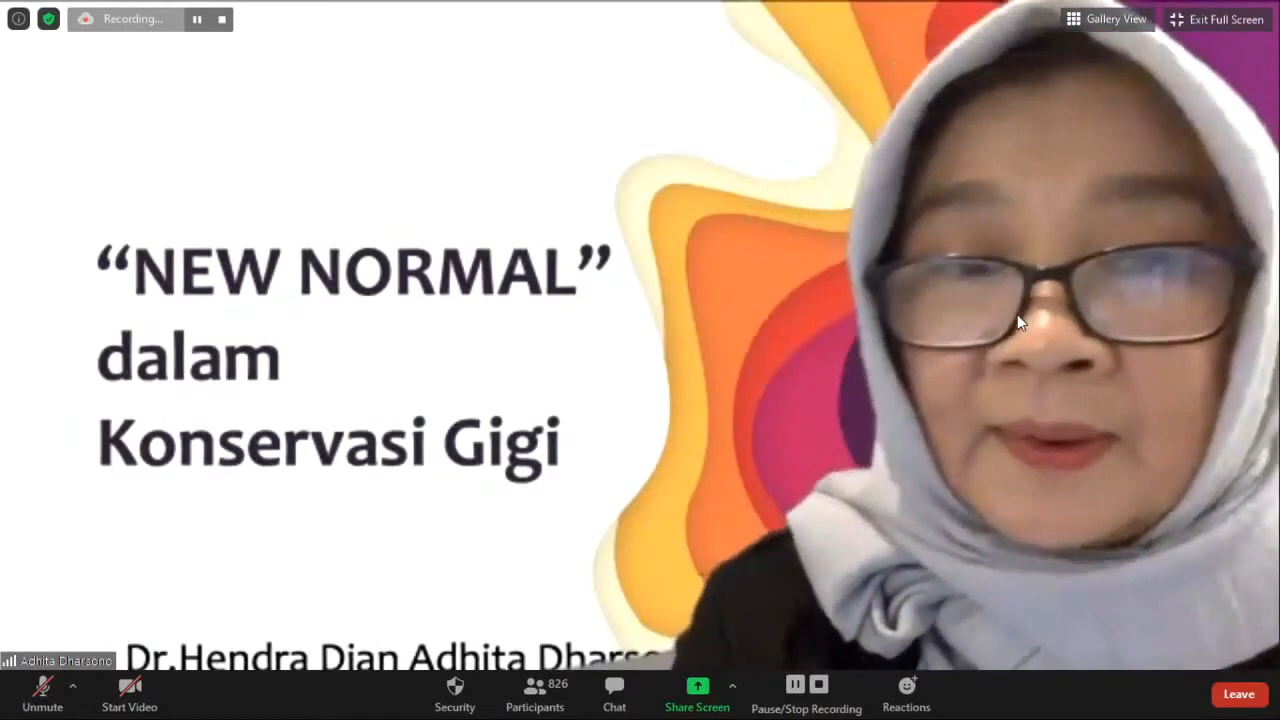 Recording...
Gallery View
Exit Full Screen
“NEW NORMAL”
dalam
Konservasi Gigi
Dr.Hendra Dian Adhita Dharso
Adhita Dharsono
Unmute
Start Video
Security
826
Participants
Chat
Share Screen
Pause/Stop Recording
Reactions
Leave